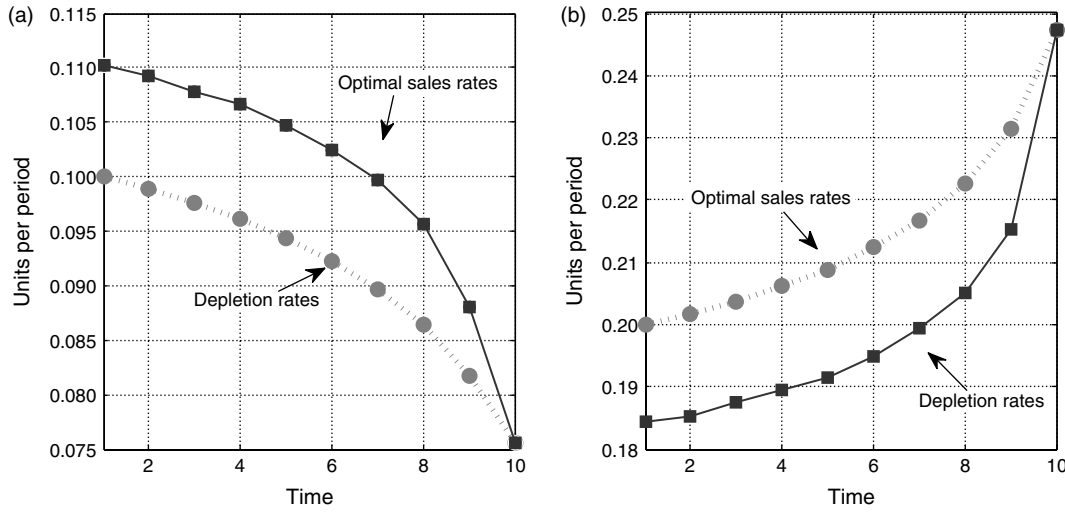 (a)
0.115
0.110
0.105
0.100
0.095
0.090
0.085
0.080
0.075
Units per period
Optimal sales rates
Depletion rates
2 4 6 8 10
Time
(b)
0.25
0.24
0.23
0.22
0.21
0.20
0.19
0.18
Units per period
Optimal sales rates
Depletion rates
2 4 6 8 10
Time